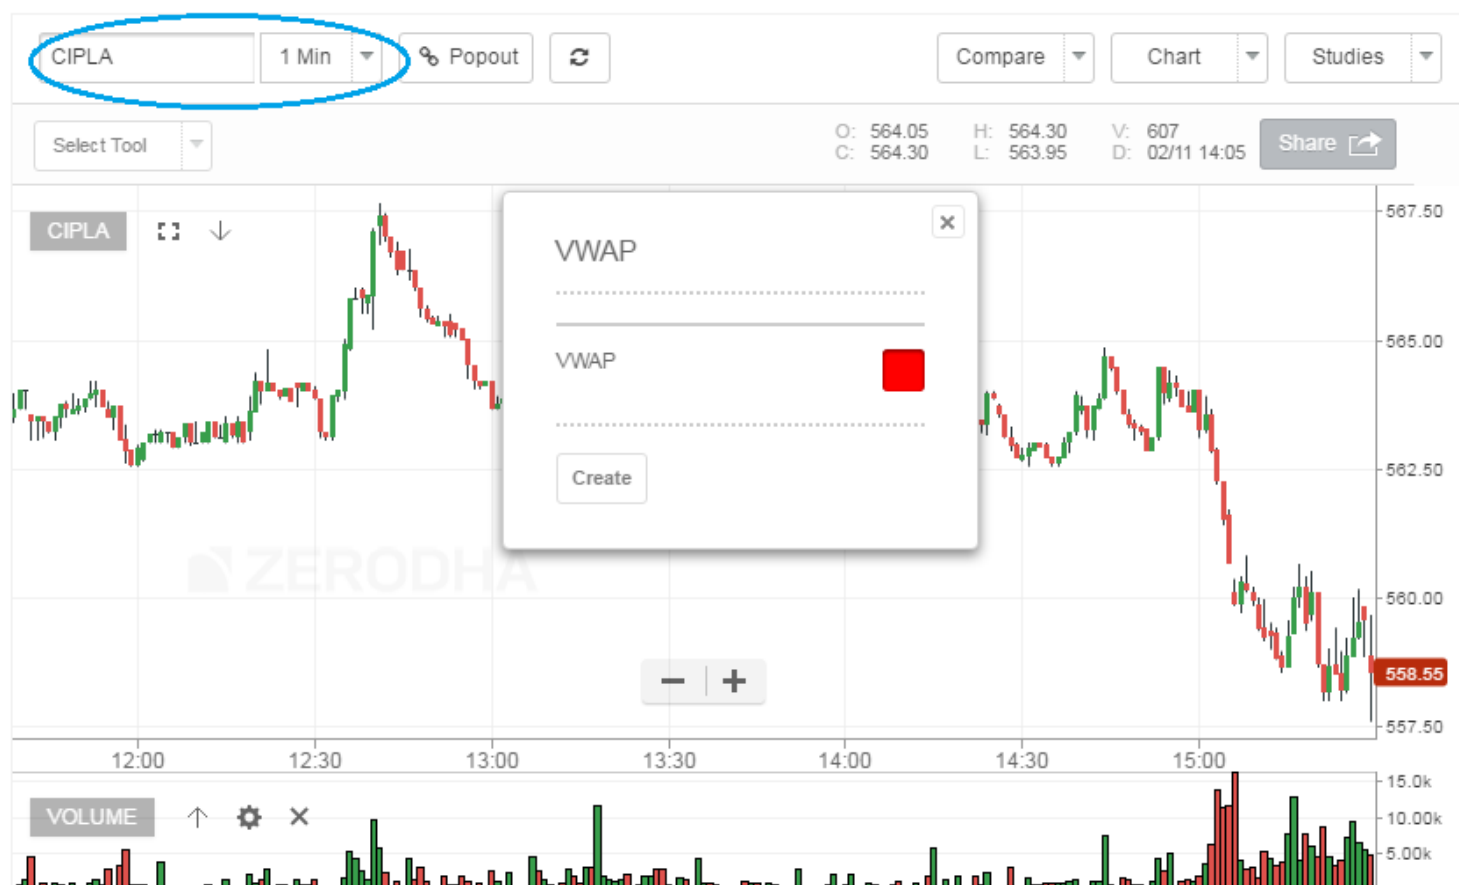 CIPLA 1 Min Popout Compare Chart Studies
Select Tool
O: 564.05 H: 564.30 V: 607
C: 564.30 L: 563.95 D: 02/11 14:05
Share
CIPLA
VWAP
VWAP
Create
ZERODHA
567.50
565.00
562.50
560.00
558.55
557.50
12:00 12:30 13:00 13:30 14:00 14:30 15:00
VOLUME
15.0k
10.00k
5.00k